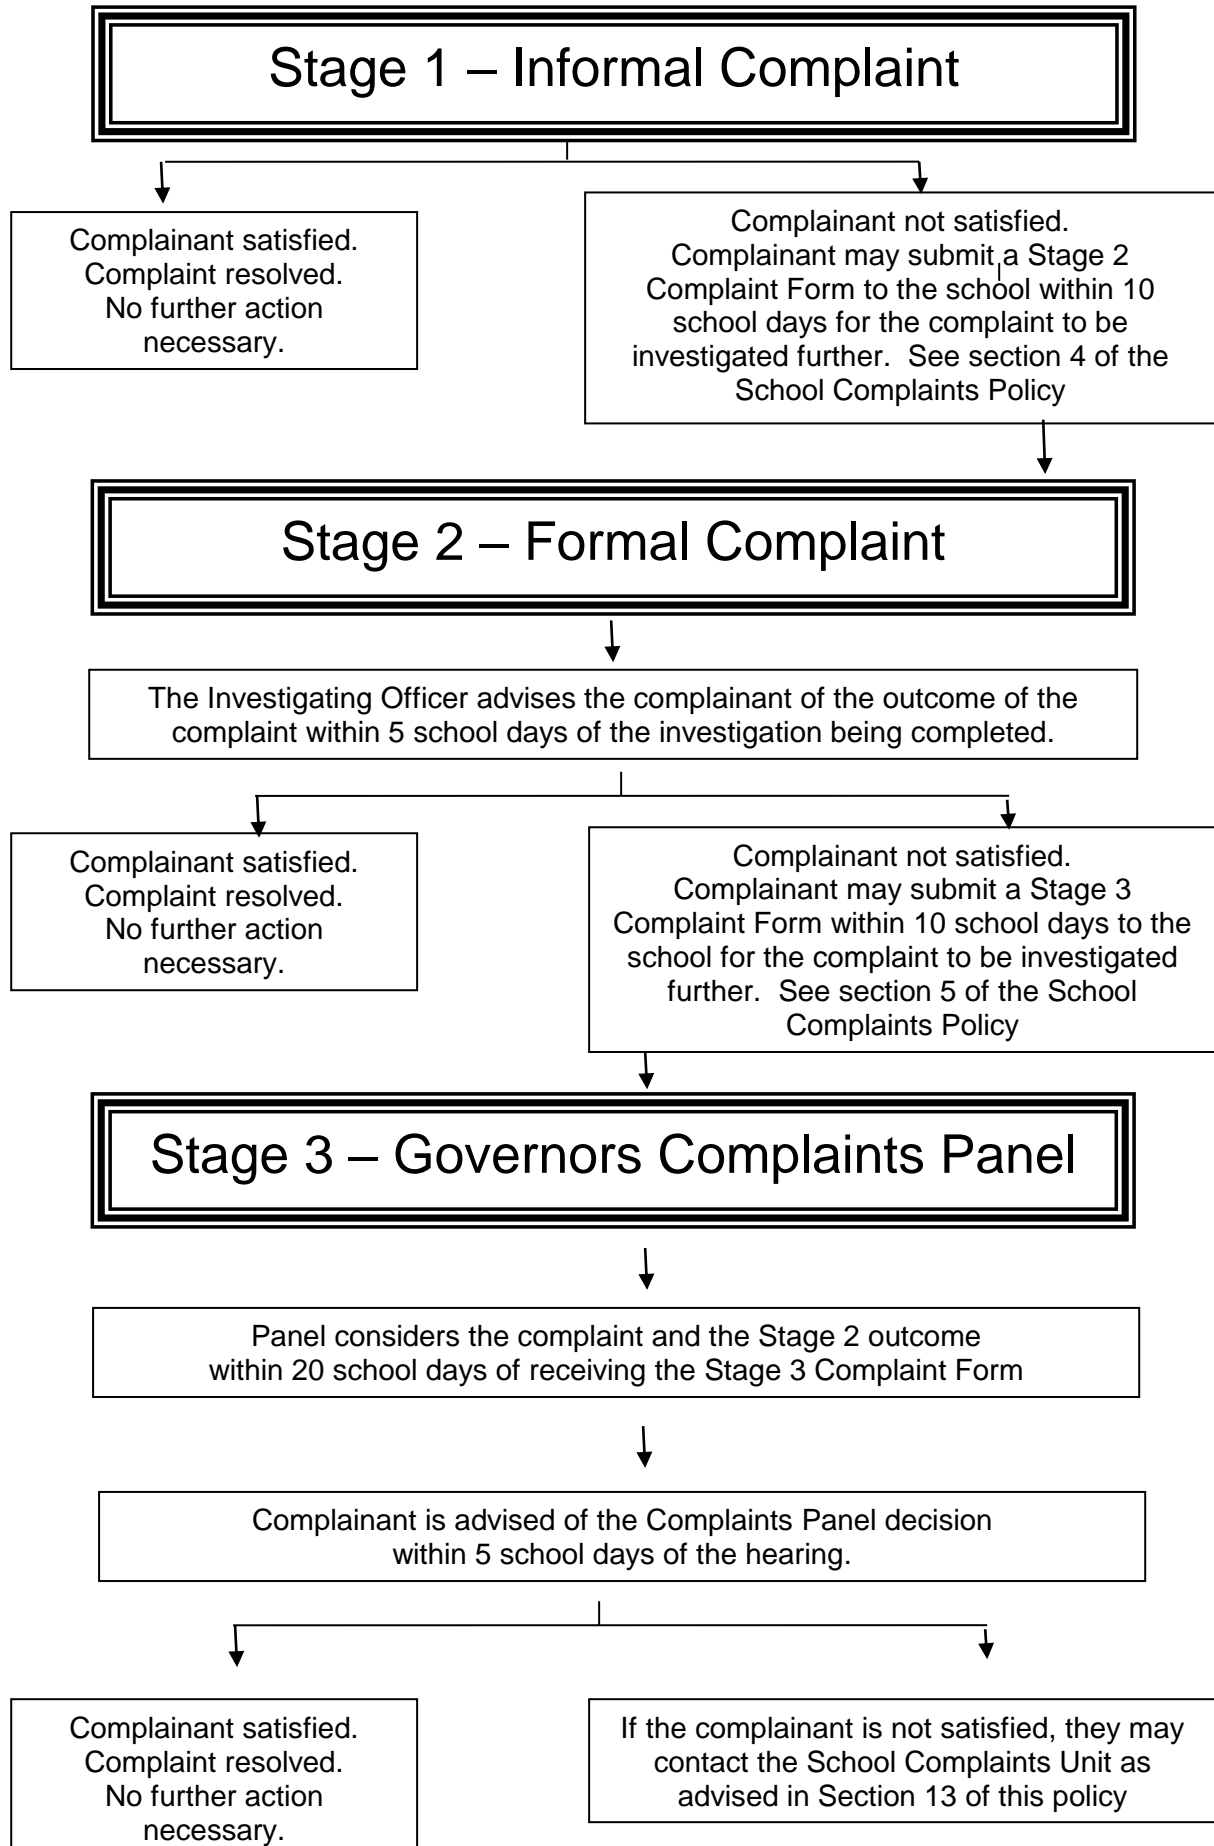 Stage 1 – Informal Complaint
Complainant satisfied.
Complaint resolved.
No further action
necessary.
Complainant not satisfied.
Complainant may submit a Stage 2
Complaint Form to the school within 10
school days for the complaint to be
investigated further.  See section 4 of the
School Complaints Policy
Stage 2 – Formal Complaint
The Investigating Officer advises the complainant of the outcome of the
complaint within 5 school days of the investigation being completed.
Complainant satisfied.
Complaint resolved.
No further action
necessary.
Complainant not satisfied.
Complainant may submit a Stage 3
Complaint Form within 10 school days to the
school for the complaint to be investigated
further.  See section 5 of the School
Complaints Policy
Stage 3 – Governors Complaints Panel
Panel considers the complaint and the Stage 2 outcome
within 20 school days of receiving the Stage 3 Complaint Form
Complainant is advised of the Complaints Panel decision
within 5 school days of the hearing.
Complainant satisfied.
Complaint resolved.
No further action
necessary.
If the complainant is not satisfied, they may
contact the School Complaints Unit as
advised in Section 13 of this policy